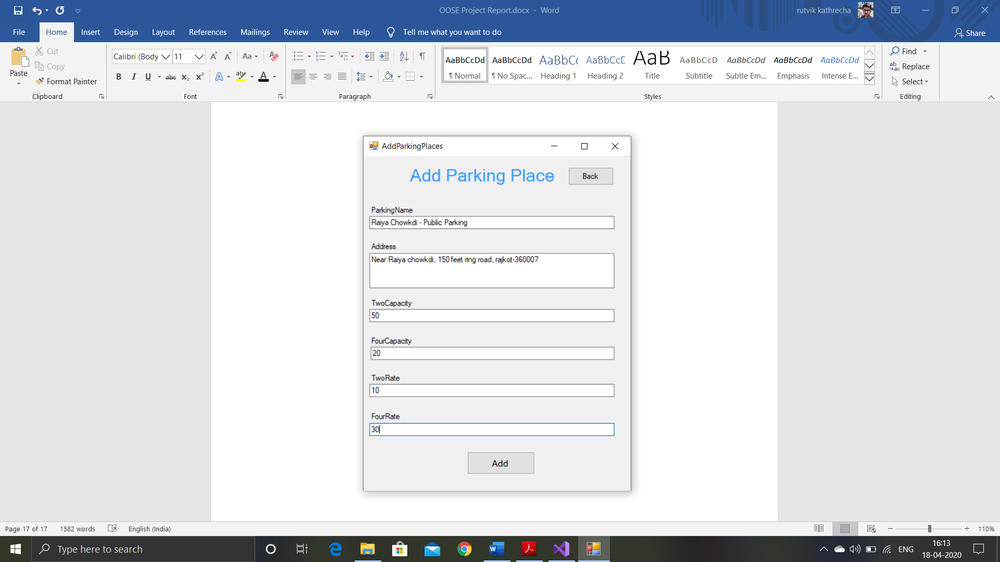 OOSE Project Report.docx - Word
rutvik kathrecha
File Home Insert Design Layout References Mailings Review View Help Tell me what you want to do Share
Paste
Cut
Copy
Format Painter
Clipboard
Calibri (Body 11
Aa
B I U abc x₂ x² A ab A
Font
Paragraph
AaBbCcDd AaBbCcDd AaBbCc AaBbCcD AaB AaBbCcD AaBbCcDd AaBbCcDd AaBbCcDd
¶ Normal ¶ No Spac... Heading 1 Heading 2 Title Subtitle Subtle Em... Emphasis Intense E...
Styles
Find
Replace
Select
Editing
AddParkingPlaces
Add Parking Place
Back
ParkingName
Raiya Chowkdi - Public Parking
Address
Near Raiya chowkdi, 150 feet ring road, rajkot-360007
TwoCapacity
50
FourCapacity
20
TwoRate
10
FourRate
30
Add
Page 17 of 17 1582 words English (India) 110%
Type here to search
ENG
16:13
18-04-2020